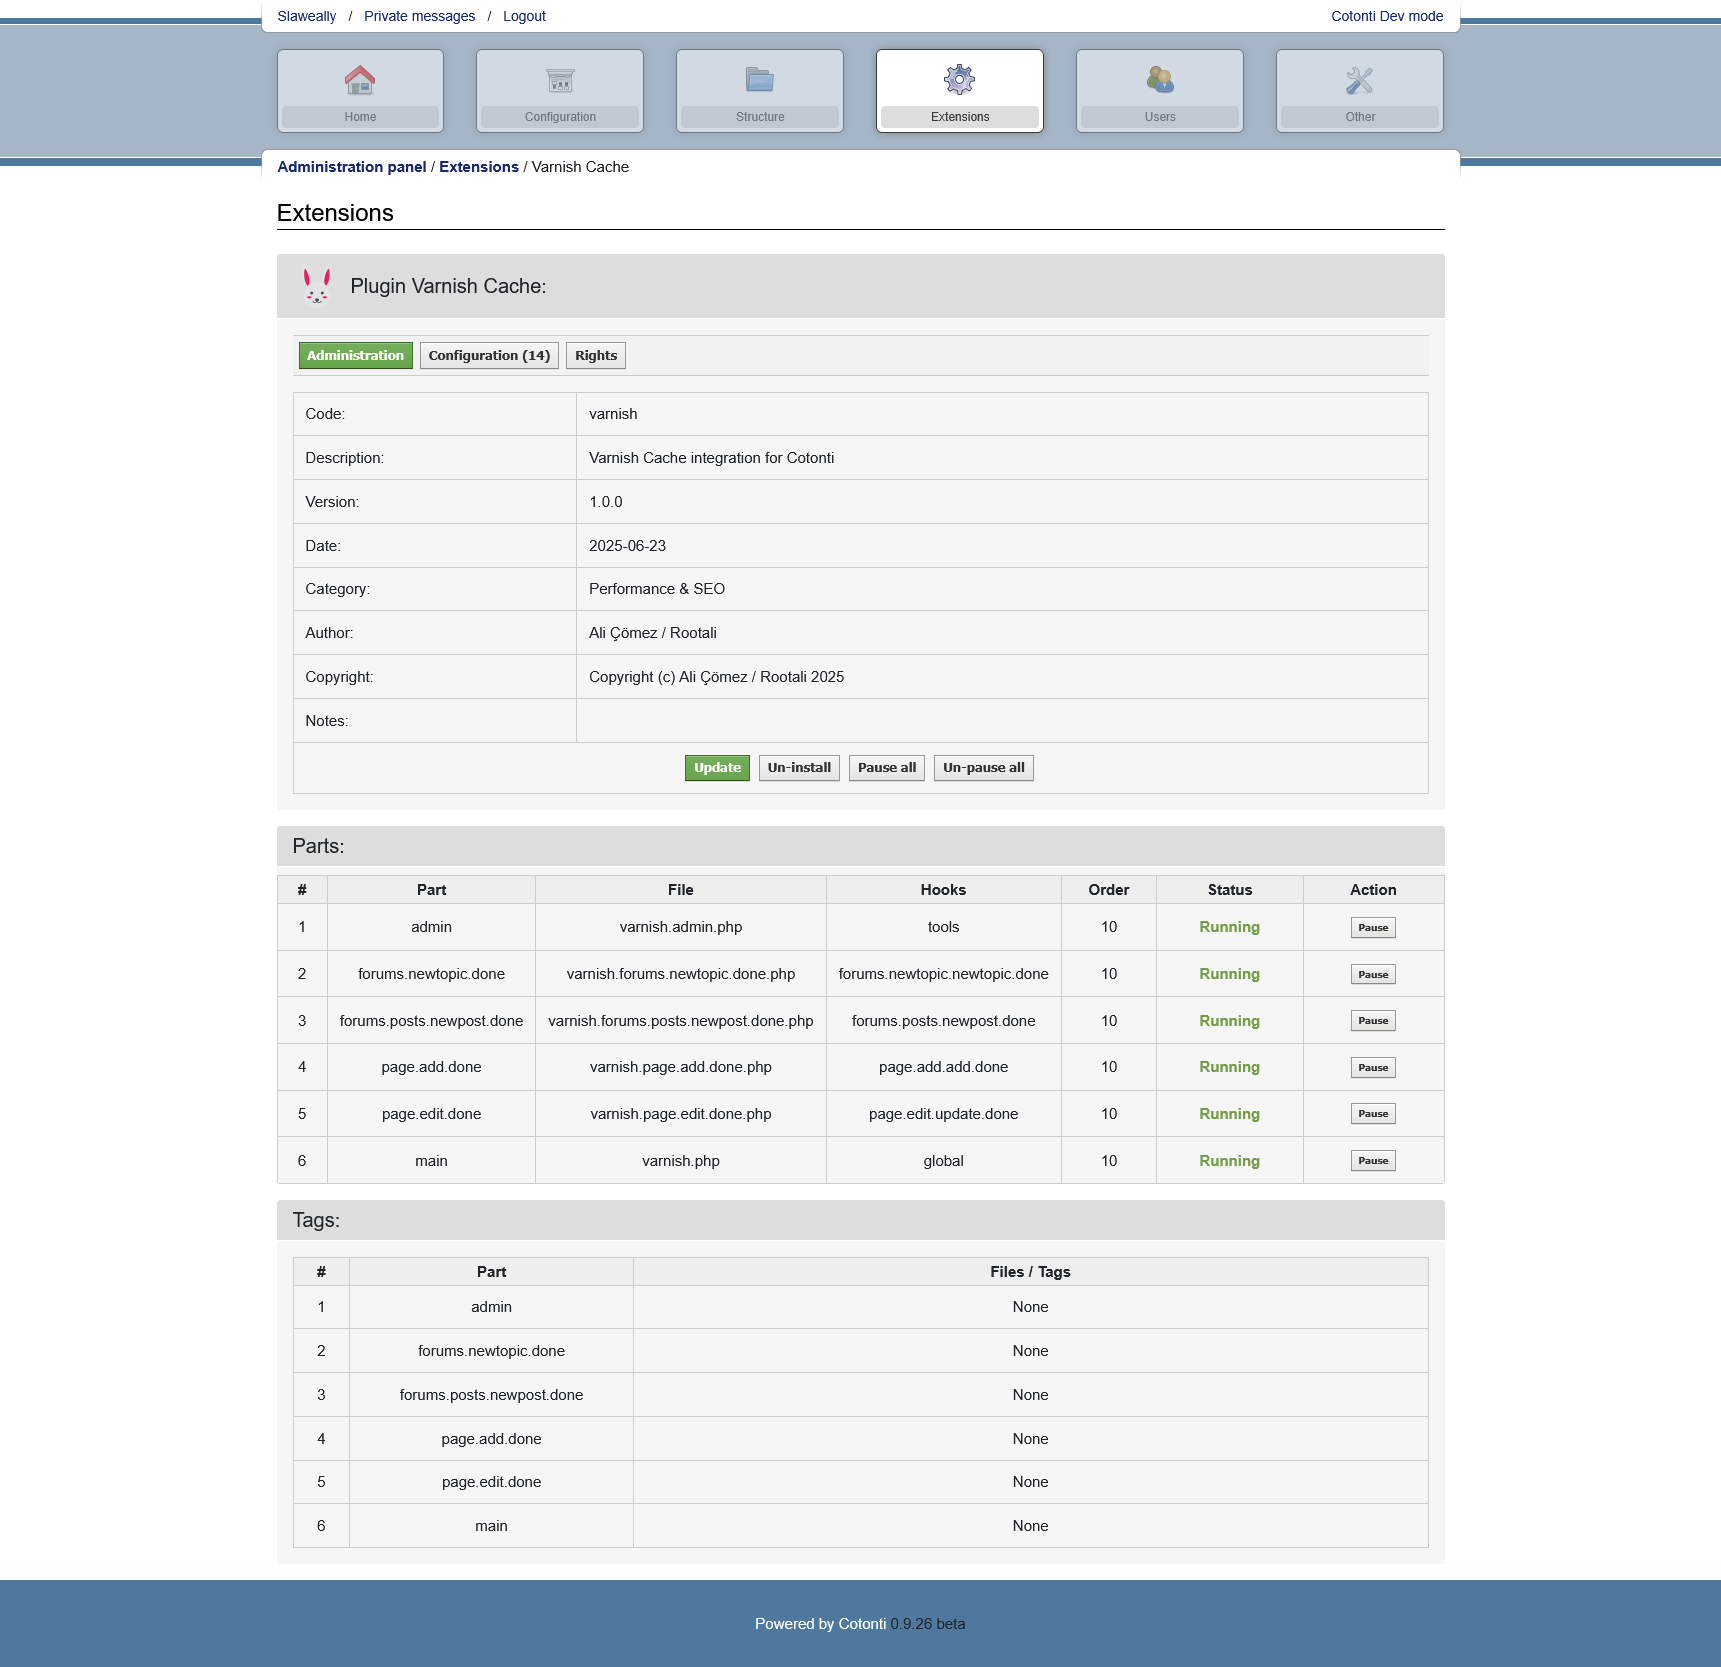 Slaweally / Private messages / Logout Cotonti Dev mode
Home Configuration Structure Extensions Users Other
Administration panel / Extensions / Varnish Cache
Extensions
Plugin Varnish Cache:
Administration Configuration (14) Rights
Code: varnish
Description: Varnish Cache integration for Cotonti
Version: 1.0.0
Date: 2025-06-23
Category: Performance & SEO
Author: Ali Çömez / Rootali
Copyright: Copyright (c) Ali Çömez / Rootali 2025
Notes:
Update Un-install Pause all Un-pause all
Parts:
# Part File Hooks Order Status Action
1 admin varnish.admin.php tools 10 Running Pause
2 forums.newtopic.done varnish.forums.newtopic.done.php forums.newtopic.newtopic.done 10 Running Pause
3 forums.posts.newpost.done varnish.forums.posts.newpost.done.php forums.posts.newpost.done 10 Running Pause
4 page.add.done varnish.page.add.done.php page.add.add.done 10 Running Pause
5 page.edit.done varnish.page.edit.done.php page.edit.update.done 10 Running Pause
6 main varnish.php global 10 Running Pause
Tags:
# Part Files / Tags
1 admin None
2 forums.newtopic.done None
3 forums.posts.newpost.done None
4 page.add.done None
5 page.edit.done None
6 main None
Powered by Cotonti 0.9.26 beta